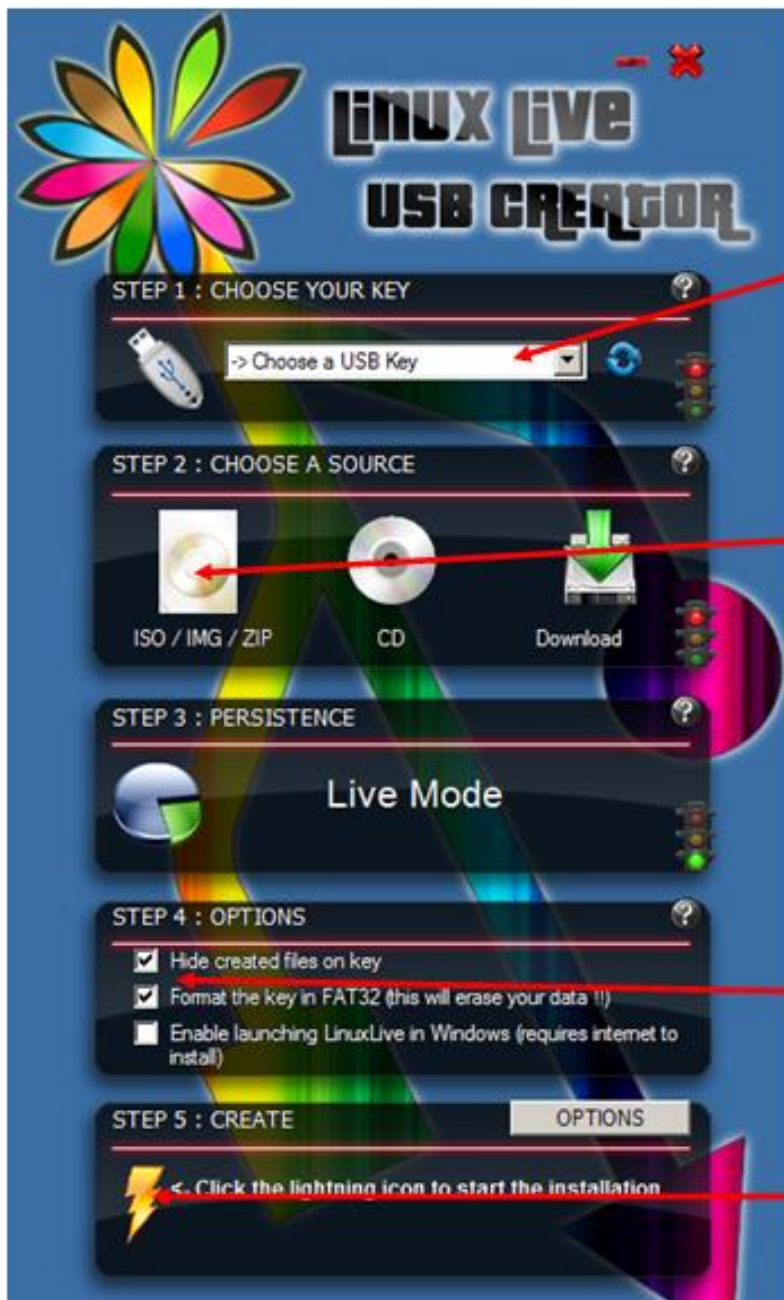 Linux Live
USB CREATOR
STEP 1 : CHOOSE YOUR KEY
?
-> Choose a USB Key
STEP 2 : CHOOSE A SOURCE
?
ISO / IMG / ZIP CD Download
STEP 3 : PERSISTENCE
?
Live Mode
STEP 4 : OPTIONS
?
Hide created files on key
Format the key in FAT32 (this will erase your data !!)
Enable launching LinuxLive in Windows (requires internet to
install)
STEP 5 : CREATE OPTIONS
<- Click the lightning icon to start the installation